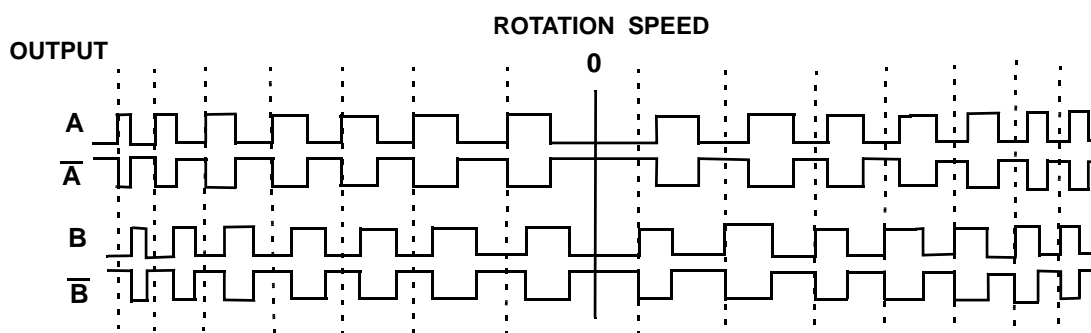 ROTATION SPEED
OUTPUT
0
A
A̅
B
B̅